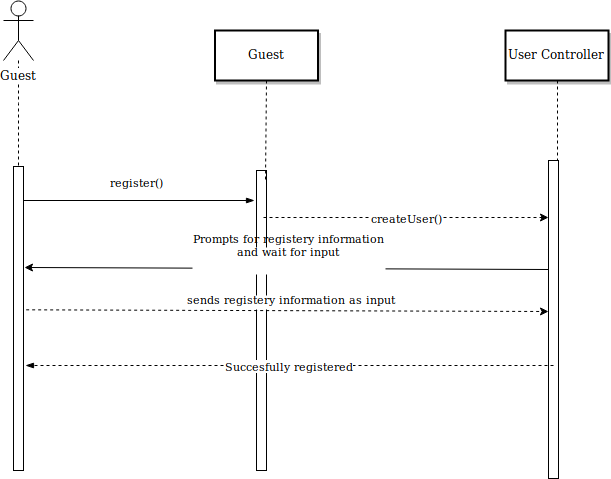 Guest
Guest
User Controller
register()
createUser()
Prompts for registery information
and wait for input
sends registery information as input
Succesfully registered